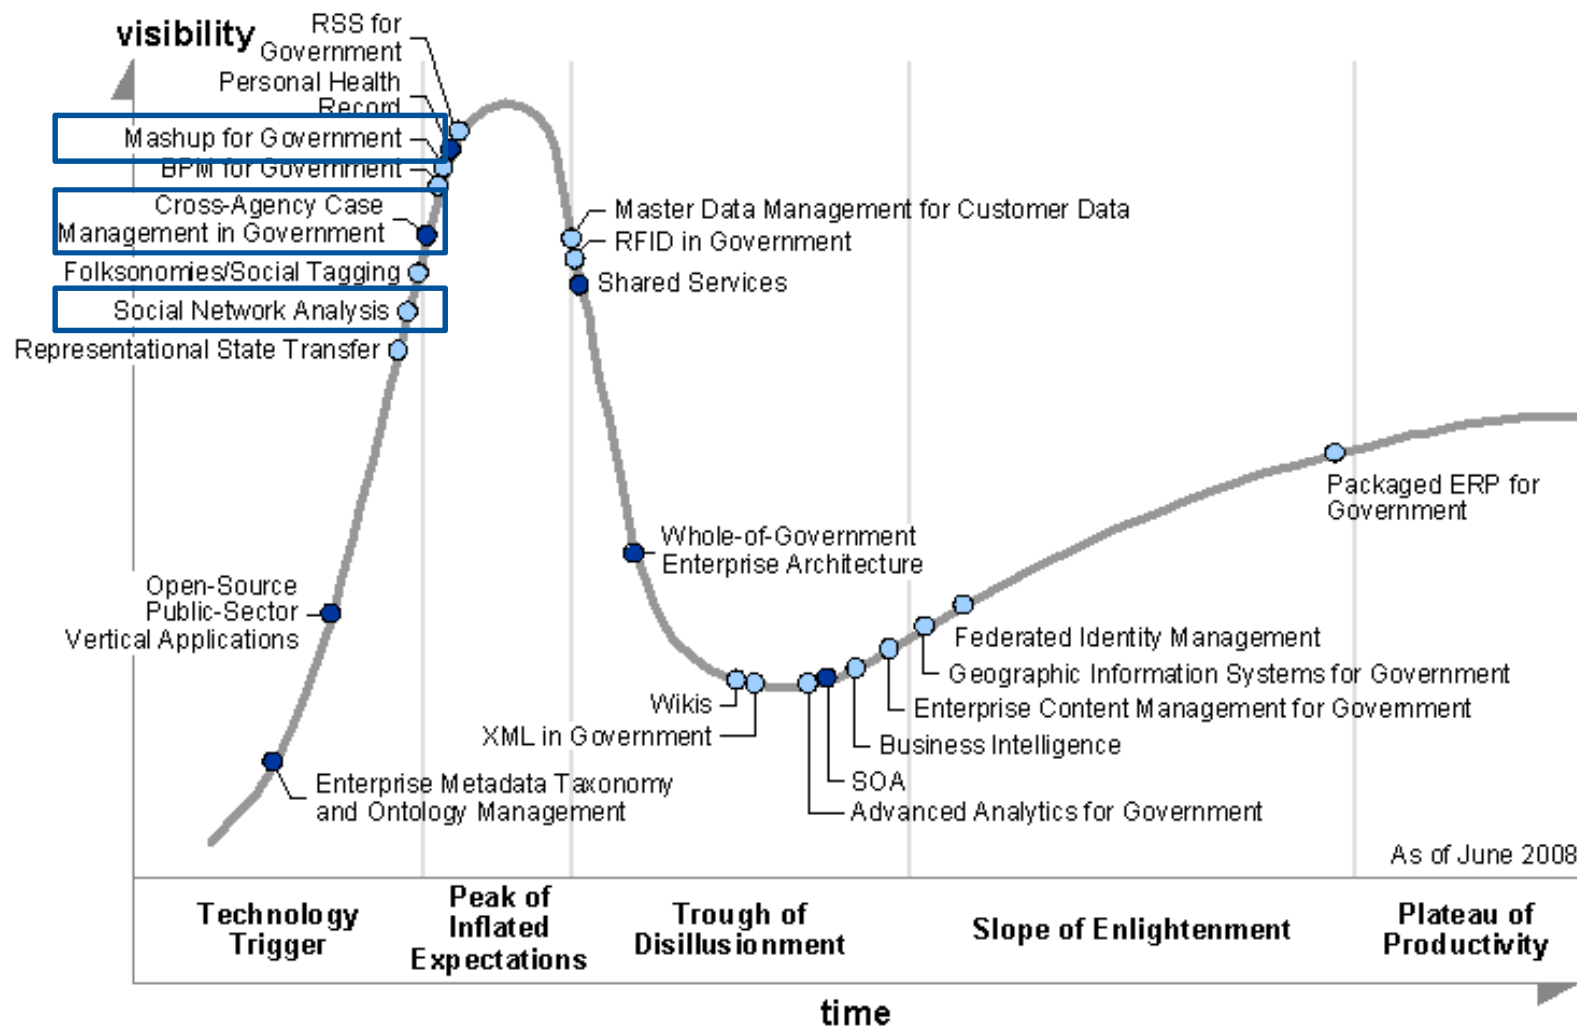 visibility
RSS for
Government
Personal Health
Record
Mashup for Government
BPM for Government
Cross-Agency Case
Management in Government
Folksonomies/Social Tagging
Social Network Analysis
Representational State Transfer
Open-Source
Public-Sector
Vertical Applications
Enterprise Metadata Taxonomy
and Ontology Management
Master Data Management for Customer Data
RFID in Government
Shared Services
Whole-of-Government
Enterprise Architecture
Wikis
XML in Government
Packaged ERP for
Government
Federated Identity Management
Geographic Information Systems for Government
Enterprise Content Management for Government
Business Intelligence
SOA
Advanced Analytics for Government
As of June 2008
Technology
Trigger
Peak of
Inflated
Expectations
Trough of
Disillusionment
Slope of Enlightenment
Plateau of
Productivity
time